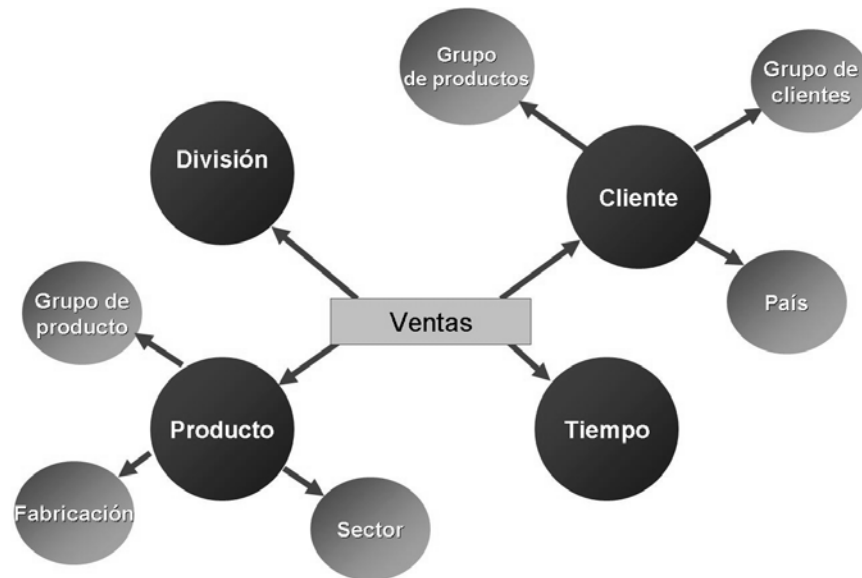 Grupo
de productos
Grupo de
clientes
División
Cliente
Grupo de
producto
País
Ventas
Producto
Tiempo
Fabricación
Sector